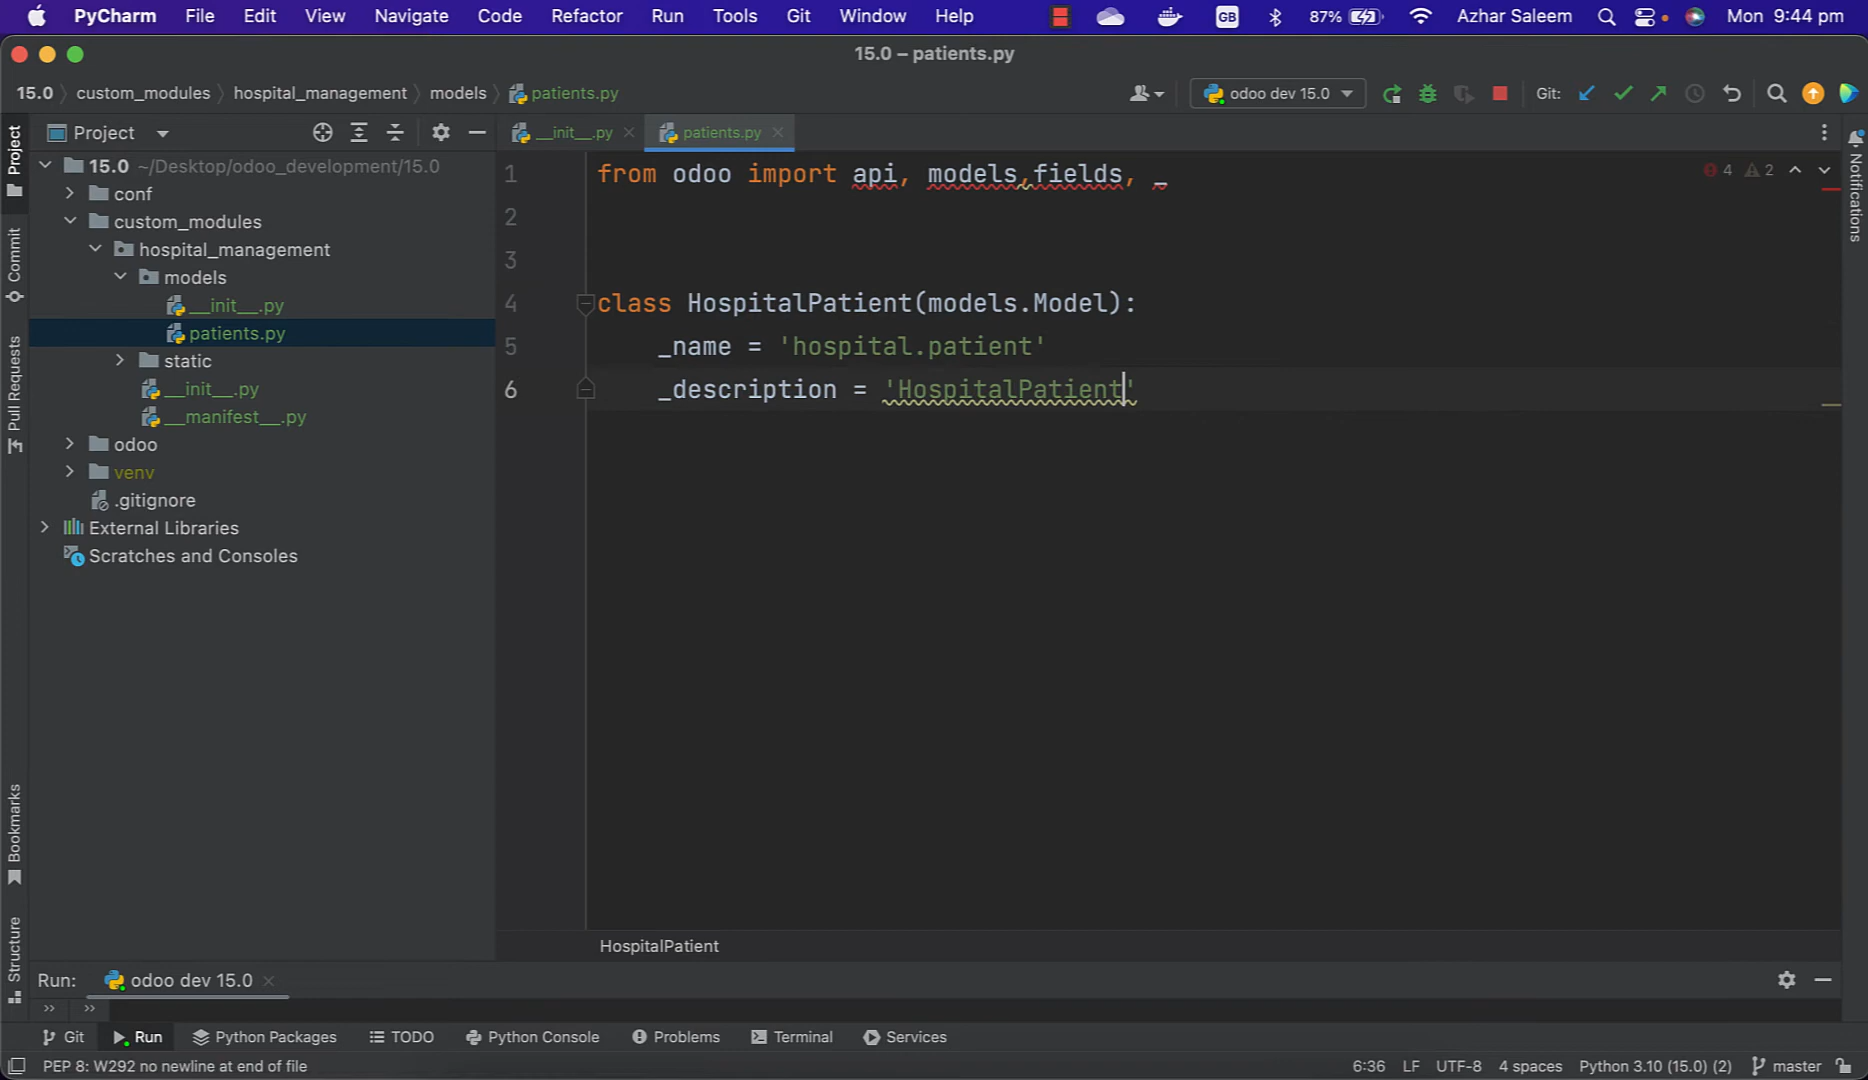 PyCharm File Edit View Navigate Code Refactor Run Tools Git Window Help GB 87% Azhar Saleem Mon 9:44 pm
15.0 – patients.py
15.0 custom_modules hospital_management models patients.py odoo dev 15.0 Git:
Project __init__.py patients.py
15.0 ~/Desktop/odoo_development/15.0
conf
custom_modules
hospital_management
models
__init__.py
patients.py
static
__init__.py
__manifest__.py
odoo
venv
.gitignore
External Libraries
Scratches and Consoles
Project
Commit
Pull Requests
Bookmarks
Structure
1 from odoo import api, models,fields, _
2
3
4 class HospitalPatient(models.Model):
5 _name = 'hospital.patient'
6 _description = 'HospitalPatient'
4 2
Notifications
HospitalPatient
Run: odoo dev 15.0
Git Run Python Packages TODO Python Console Problems Terminal Services
PEP 8: W292 no newline at end of file 6:36 LF UTF-8 4 spaces Python 3.10 (15.0) (2) master